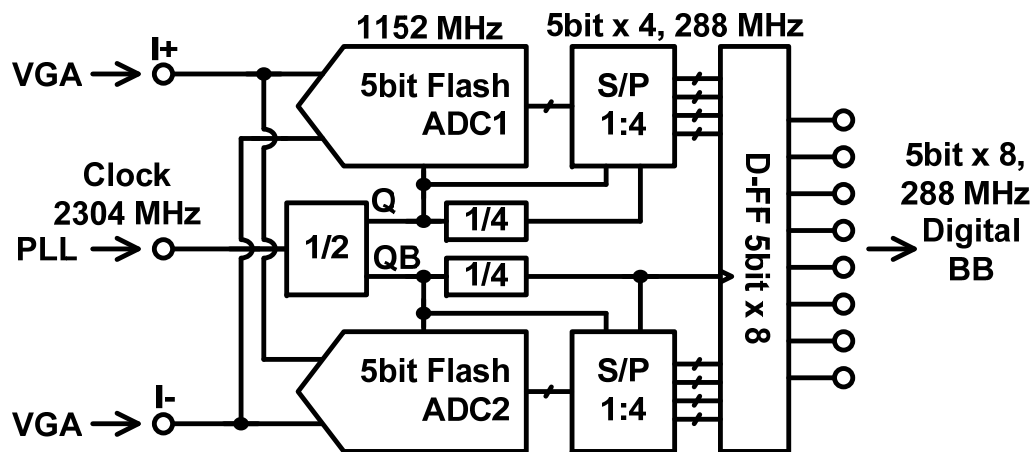 1152 MHz
5bit x 4, 288 MHz
I+
VGA
5bit Flash
ADC1
S/P
1:4
Clock
2304 MHz
PLL
1/2
Q
1/4
QB
1/4
D-FF 5bit x 8
5bit x 8,
288 MHz
Digital
BB
5bit Flash
ADC2
S/P
1:4
I-
VGA